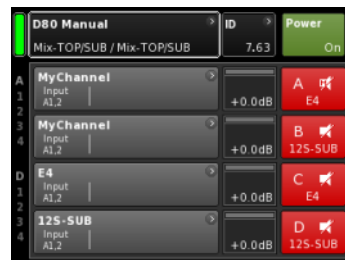 D80 Manual > ID > Power
Mix-TOP/SUB / Mix-TOP/SUB 7.63 On
A
1
2
3
4
D
1
2
3
4
MyChannel
Input
A1,2
+0.0dB
A
E4
MyChannel
Input
A1,2
+0.0dB
B
12S-SUB
E4
Input
A1,2
+0.0dB
C
E4
12S-SUB
Input
A1,2
+0.0dB
D
12S-SUB